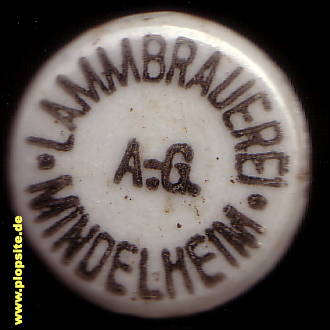 · LAMMBRAUEREI ·
A.=G.
MINDELHEIM
www.plopsite.de